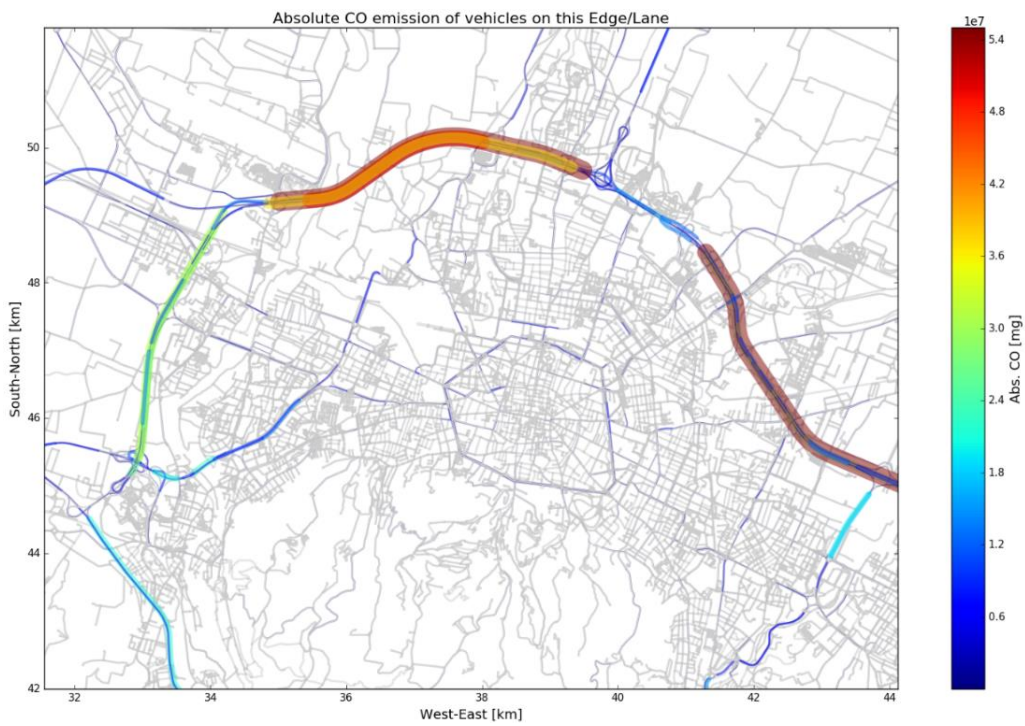 Absolute CO emission of vehicles on this Edge/Lane
1e7
5.4
50
4.8
4.2
48
3.6
South-North [km]
3.0
Abs. CO [mg]
46
2.4
1.8
44
1.2
0.6
42
32 34 36 38 40 42 44
West-East [km]